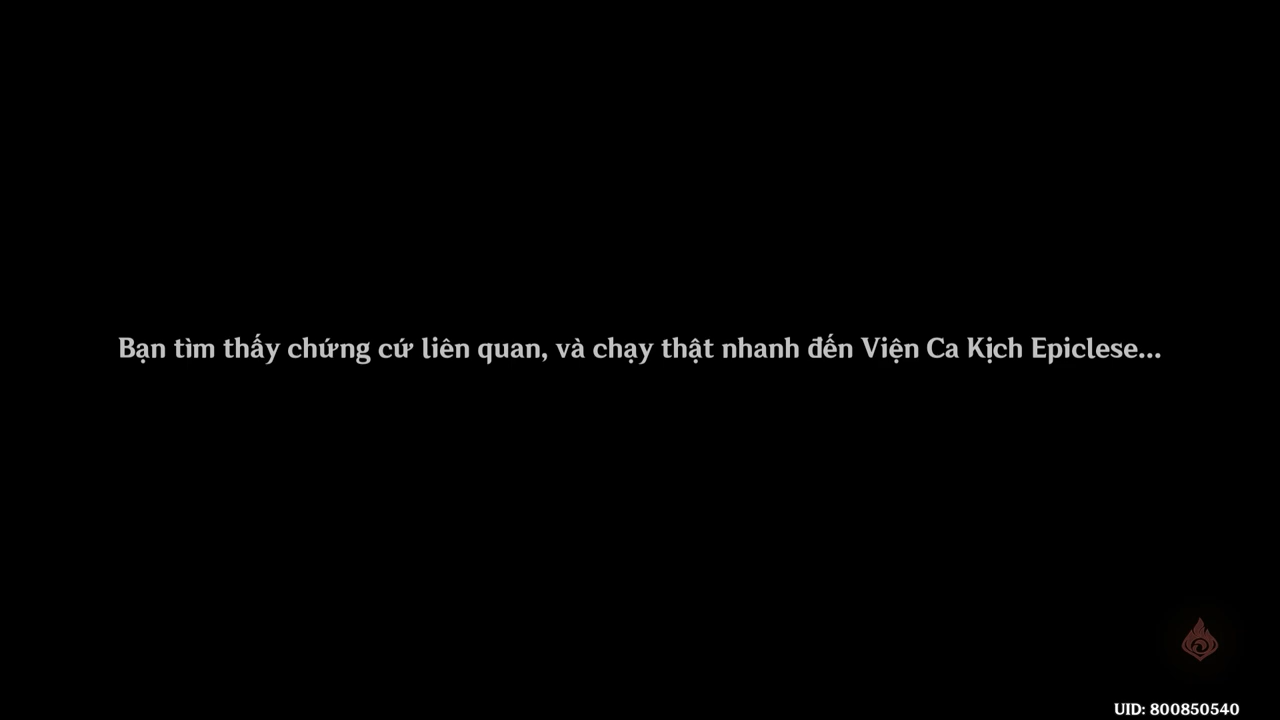 Bạn tìm thấy chứng cứ liên quan, và chạy thật nhanh đến Viện Ca Kịch Epiclese...
UID: 800850540